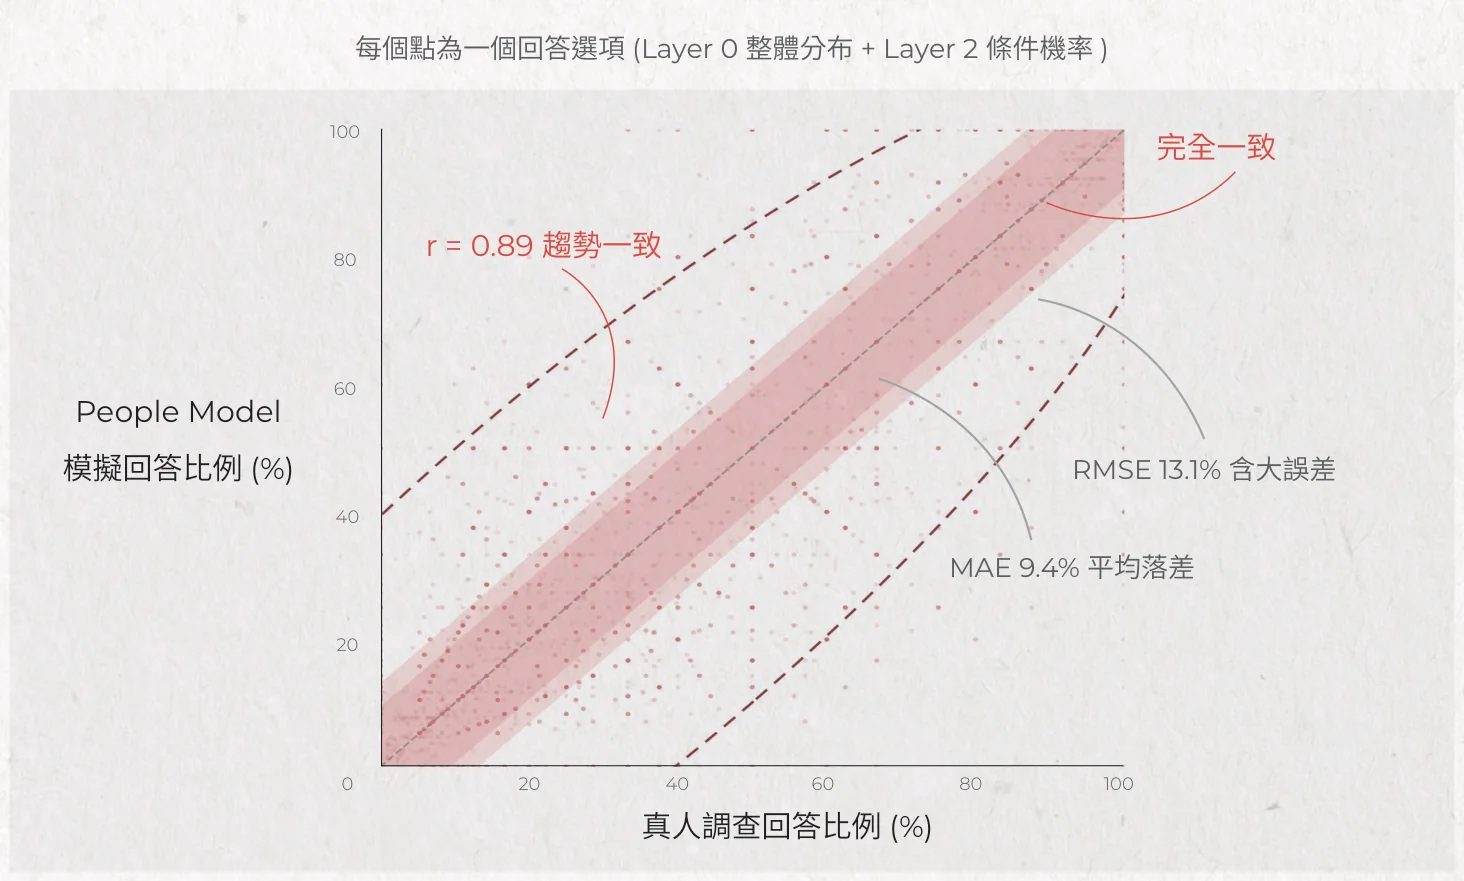 每個點為一個回答選項 (Layer 0 整體分布 + Layer 2 條件機率 )
100
完全一致
r = 0.89 趨勢一致
80
60
People Model
模擬回答比例 (%)
RMSE 13.1% 含大誤差
40
MAE 9.4% 平均落差
20
0
20
40
60
80
100
真人調查回答比例 (%)